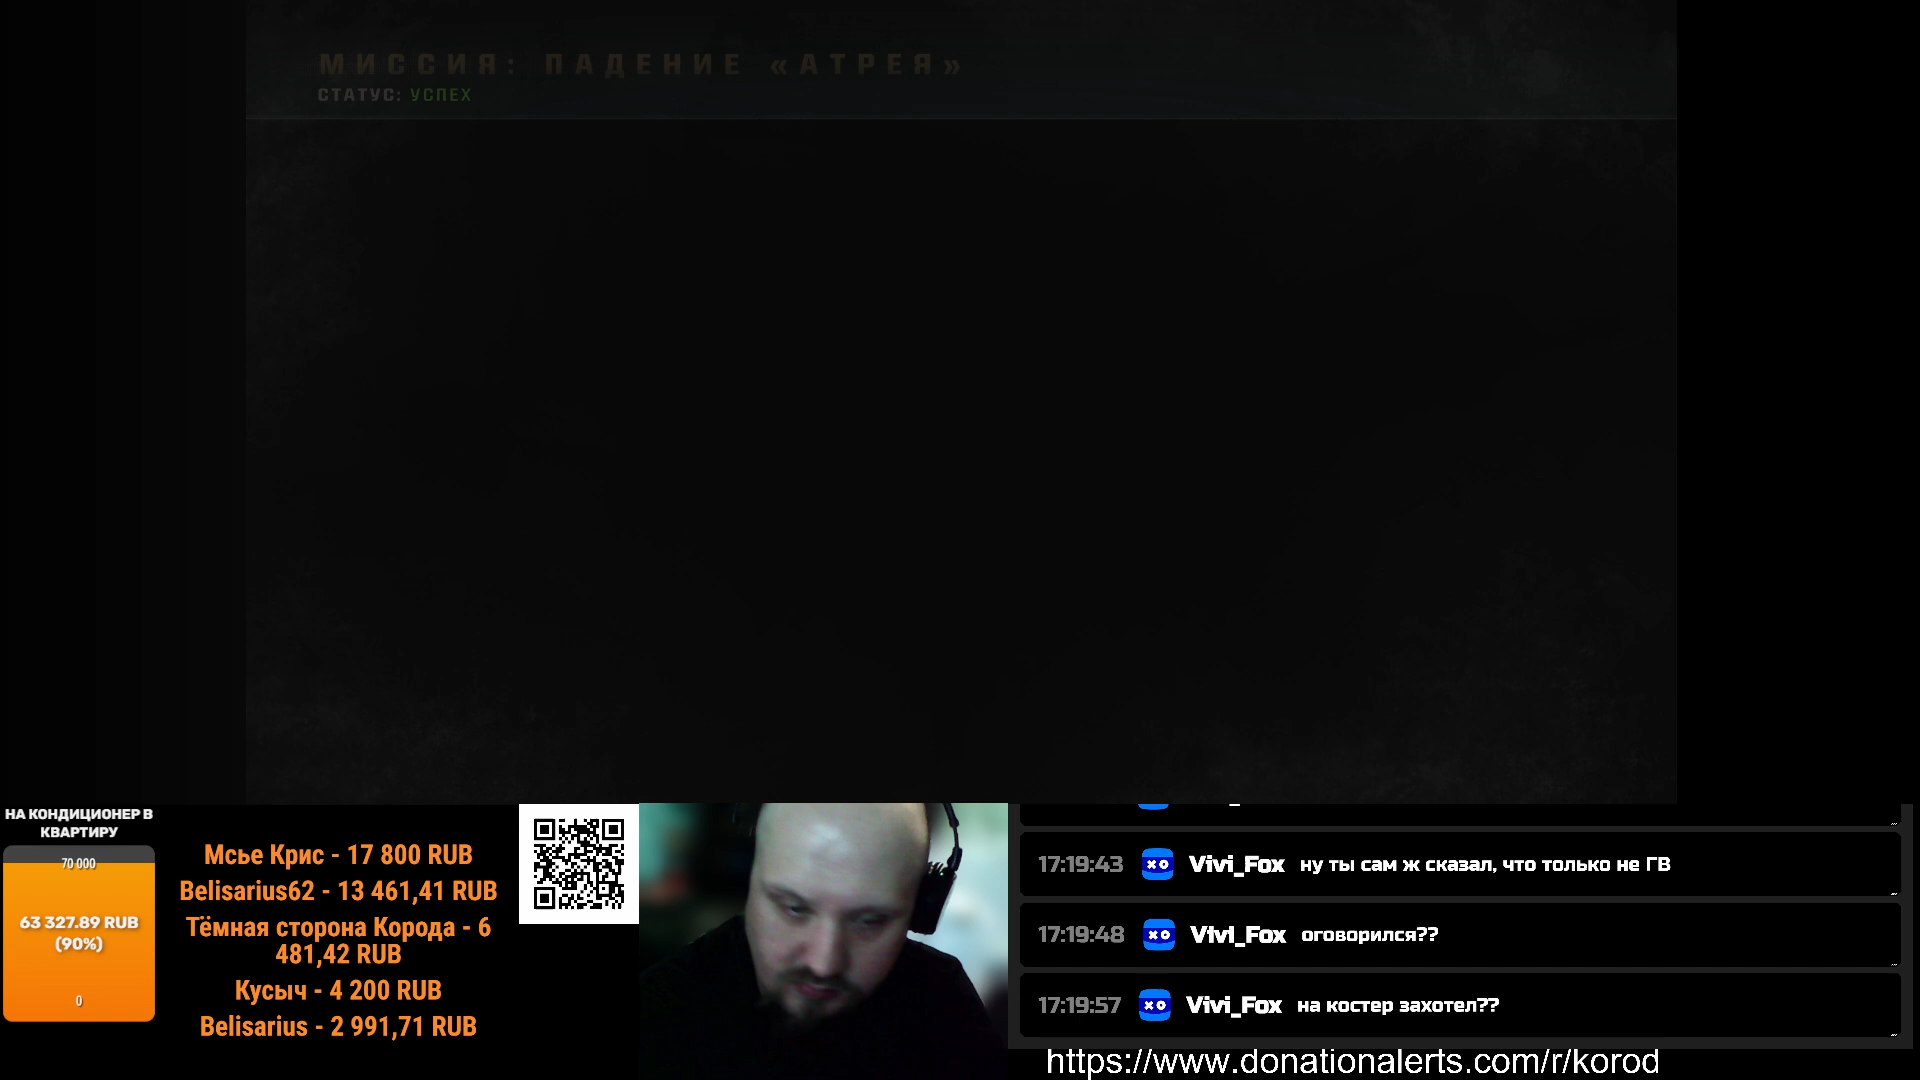 МИССИЯ: ПАДЕНИЕ «АТРЕЯ»
СТАТУС: УСПЕХ
НА КОНДИЦИОНЕР В
КВАРТИРУ
70 000
63 327.89 RUB
(90%)
0
Мсье Крис - 17 800 RUB
Belisarius62 - 13 461,41 RUB
Тёмная сторона Корода - 6
481,42 RUB
Кусыч - 4 200 RUB
Belisarius - 2 991,71 RUB
17:19:43 Vivi_Fox ну ты сам ж сказал, что только не ГВ
17:19:48 Vivi_Fox оговорился??
17:19:57 Vivi_Fox на костер захотел??
https://www.donationalerts.com/r/korod